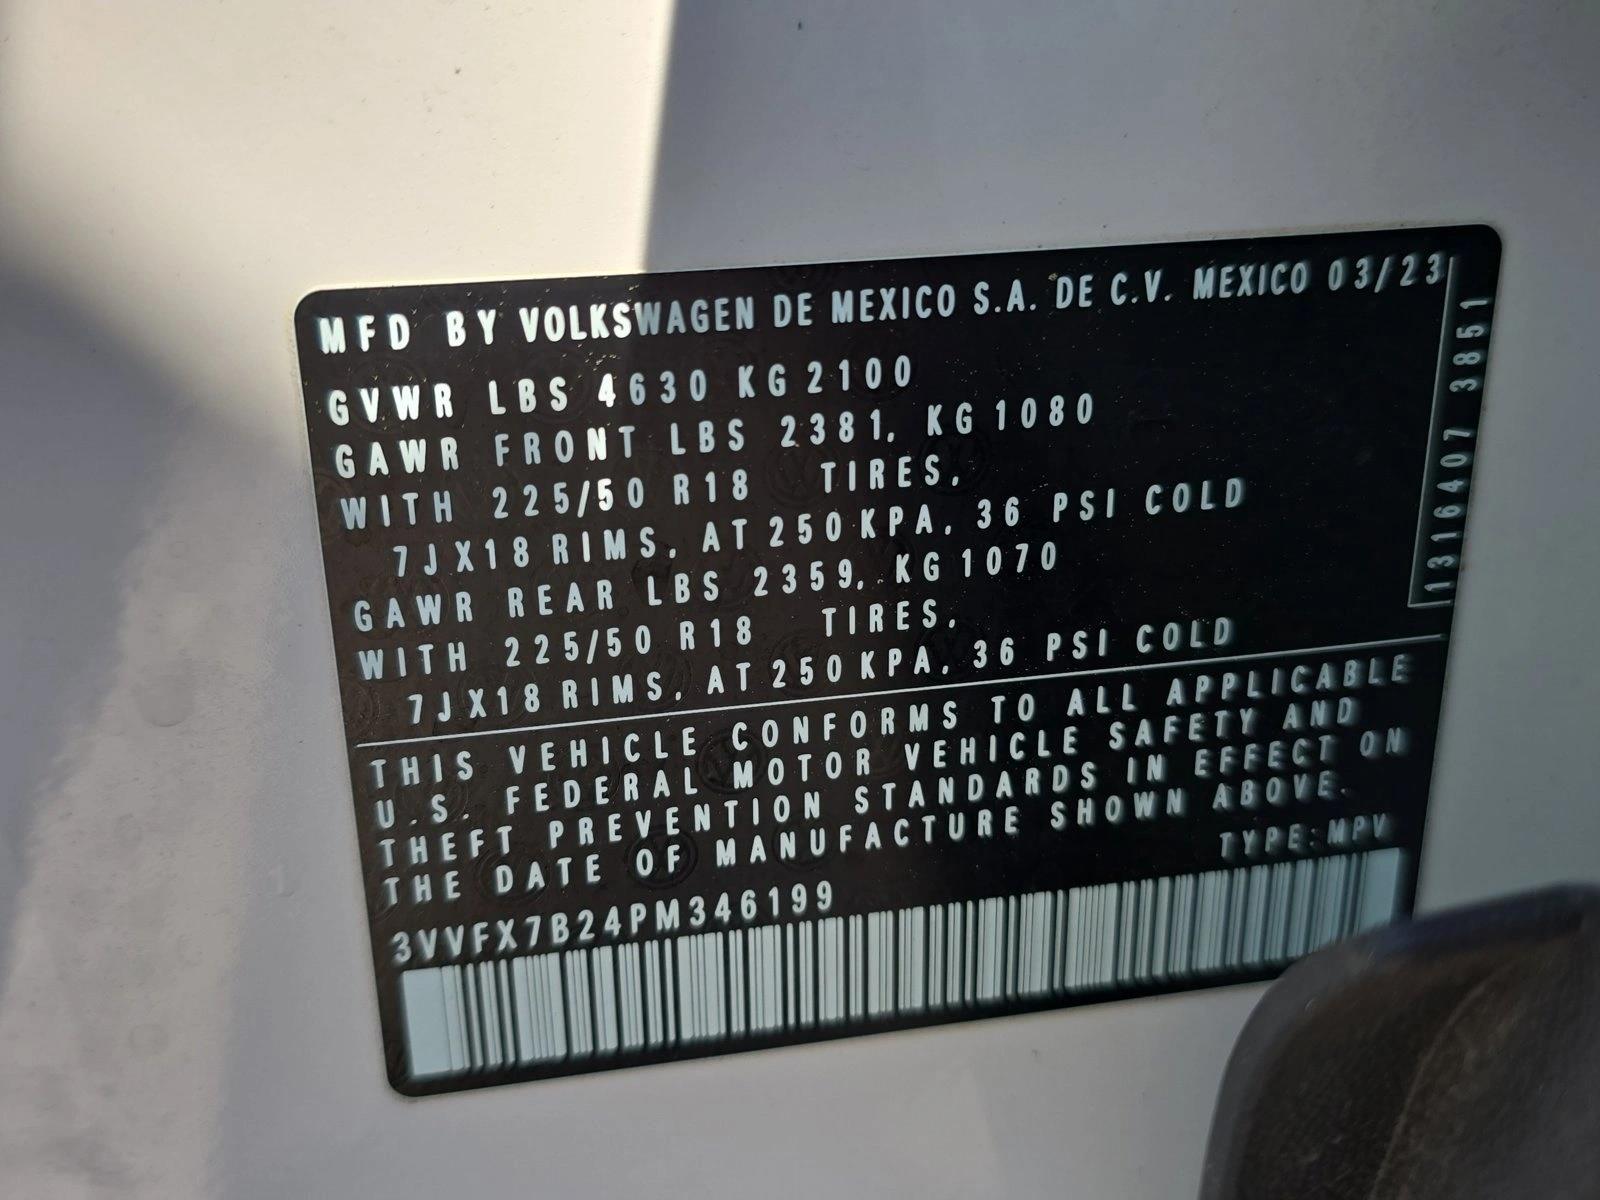 MFD BY VOLKSWAGEN DE MEXICO S.A. DE C.V. MEXICO 03/23
GVWR LBS 4630 KG 2100
GAWR FRONT LBS 2381, KG 1080
WITH 225/50 R18 TIRES,
7JX18 RIMS, AT 250 KPA, 36 PSI COLD
GAWR REAR LBS 2359, KG 1070
WITH 225/50 R18 TIRES,
7JX18 RIMS, AT 250 KPA, 36 PSI COLD
THIS VEHICLE CONFORMS TO ALL APPLICABLE
U.S. FEDERAL MOTOR VEHICLE SAFETY AND
THEFT PREVENTION STANDARDS IN EFFECT ON
THE DATE OF MANUFACTURE SHOWN ABOVE.
TYPE: MPV
3VVFX7B24PM346199
1316407 3851